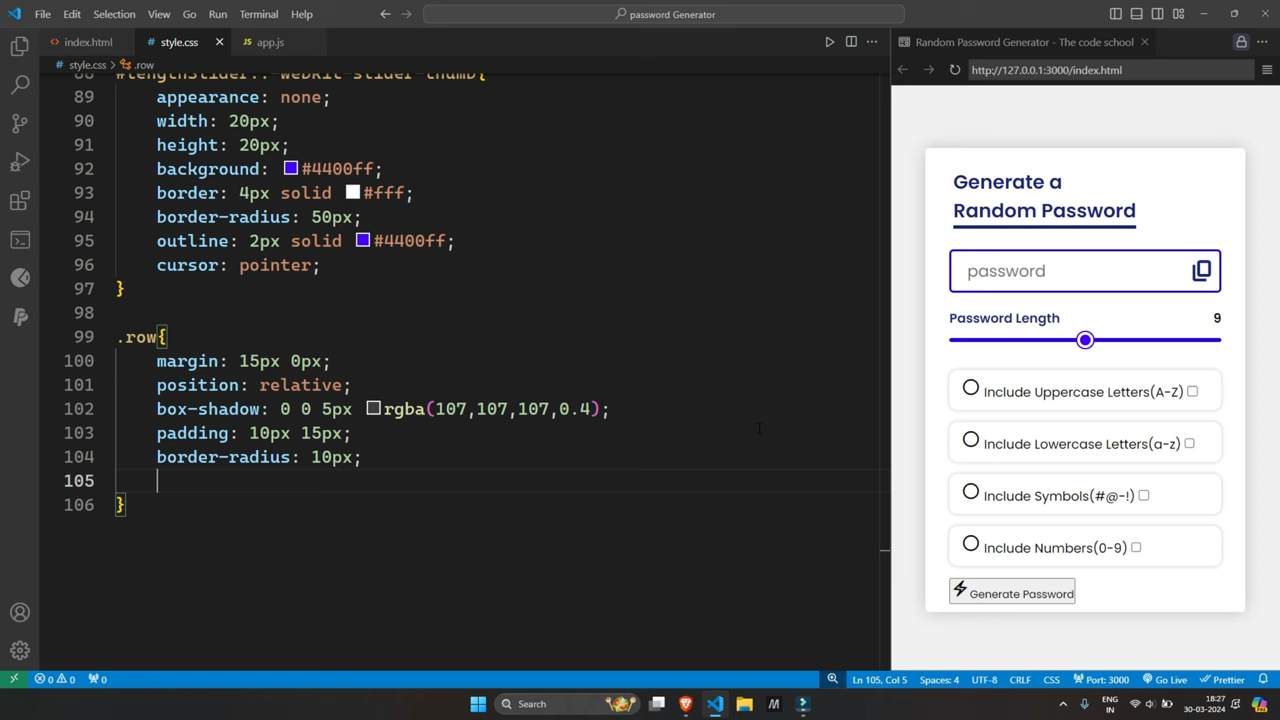 File Edit Selection View Go Run Terminal Help
password Generator
index.html style.css app.js
style.css .row
88 #lengthSlider::-webkit-slider-thumb{
89 appearance: none;
90 width: 20px;
91 height: 20px;
92 background: #4400ff;
93 border: 4px solid #fff;
94 border-radius: 50px;
95 outline: 2px solid #4400ff;
96 cursor: pointer;
97 }
98
99 .row{
100 margin: 15px 0px;
101 position: relative;
102 box-shadow: 0 0 5px rgba(107,107,107,0.4);
103 padding: 10px 15px;
104 border-radius: 10px;
105
106 }
Random Password Generator - The code school
http://127.0.0.1:3000/index.html
Generate a
Random Password
password
Password Length 9
Include Uppercase Letters(A-Z)
Include Lowercase Letters(a-z)
Include Symbols(#@-!)
Include Numbers(0-9)
Generate Password
0 0 0 Ln 105, Col 5 Spaces: 4 UTF-8 CRLF CSS Port: 3000 Go Live Prettier
Search
M
ENG
IN
18:27
30-03-2024